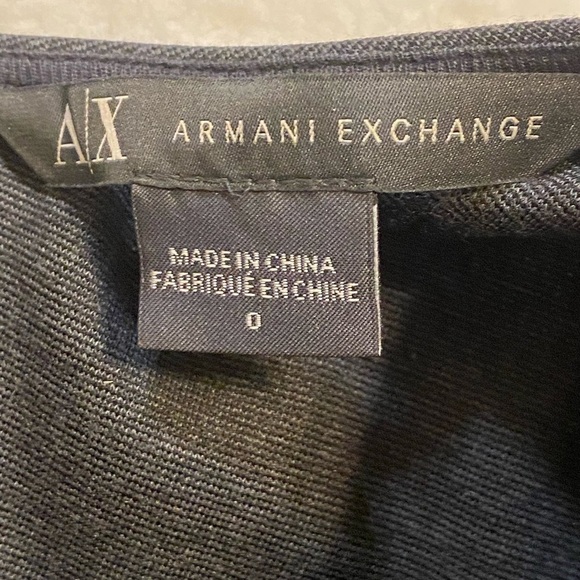 A|X ARMANI EXCHANGE
MADE IN CHINA
FABRIQUÉ EN CHINE
0